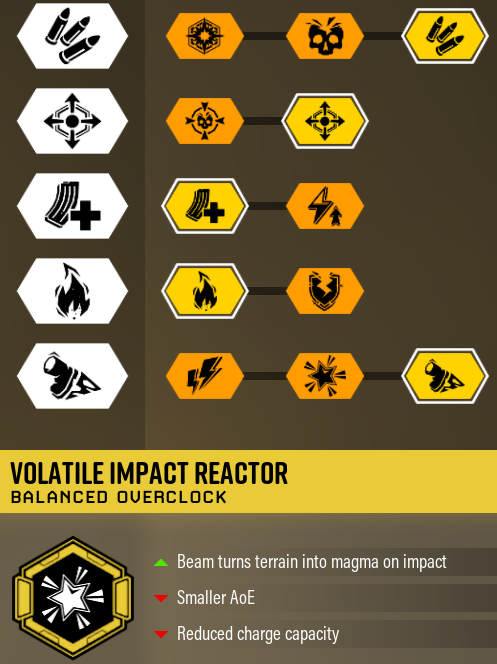 VOLATILE IMPACT REACTOR
BALANCED OVERCLOCK
Beam turns terrain into magma on impact
Smaller AoE
Reduced charge capacity